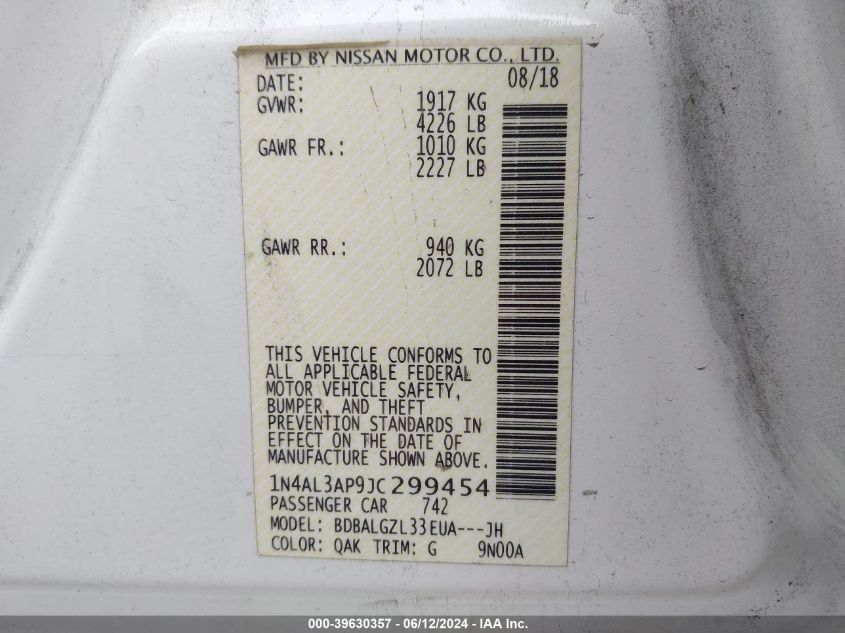 MFD BY NISSAN MOTOR CO., LTD.
DATE: 08/18
GVWR: 1917 KG
4226 LB
GAWR FR.: 1010 KG
2227 LB
GAWR RR.: 940 KG
2072 LB
THIS VEHICLE CONFORMS TO
ALL APPLICABLE FEDERAL
MOTOR VEHICLE SAFETY,
BUMPER, AND THEFT
PREVENTION STANDARDS IN
EFFECT ON THE DATE OF
MANUFACTURE SHOWN ABOVE.
1N4AL3AP9JC299454
PASSENGER CAR 742
MODEL: BDBALGZL33EUA---JH
COLOR: QAK TRIM: G 9N00A
000-39630357 - 06/12/2024 - IAA Inc.